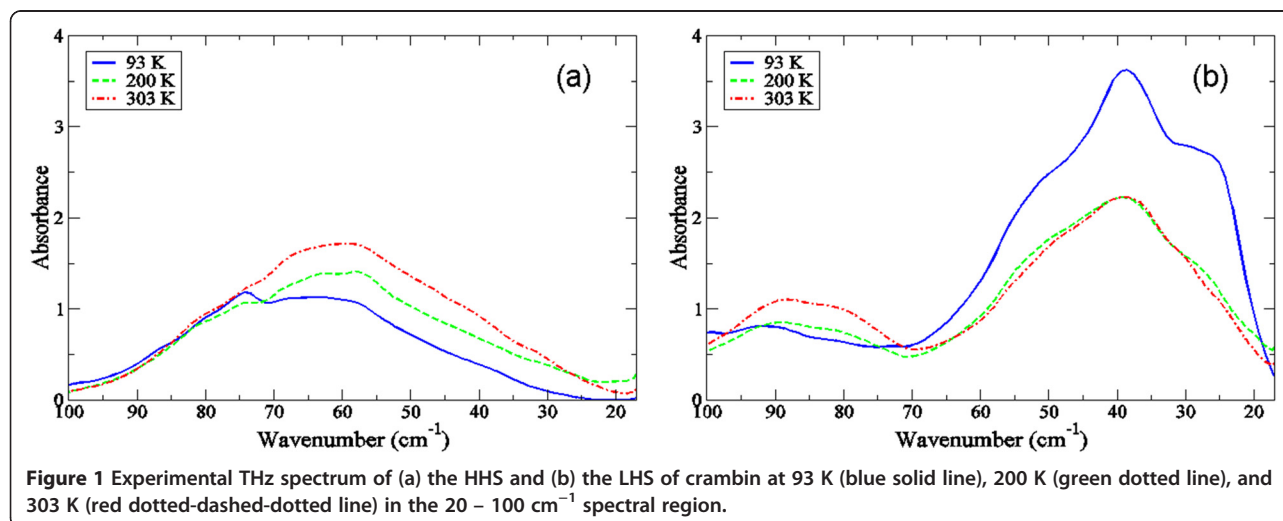 4
3
2
1
0
Absorbance
93 K
200 K
303 K
(a)
100 90 80 70 60 50 40 30 20
Wavenumber (cm⁻¹)
4
3
2
1
0
Absorbance
93 K
200 K
303 K
(b)
100 90 80 70 60 50 40 30 20
Wavenumber (cm⁻¹)
Figure 1 Experimental THz spectrum of (a) the HHS and (b) the LHS of crambin at 93 K (blue solid line), 200 K (green dotted line), and
303 K (red dotted-dashed-dotted line) in the 20 – 100 cm⁻¹ spectral region.